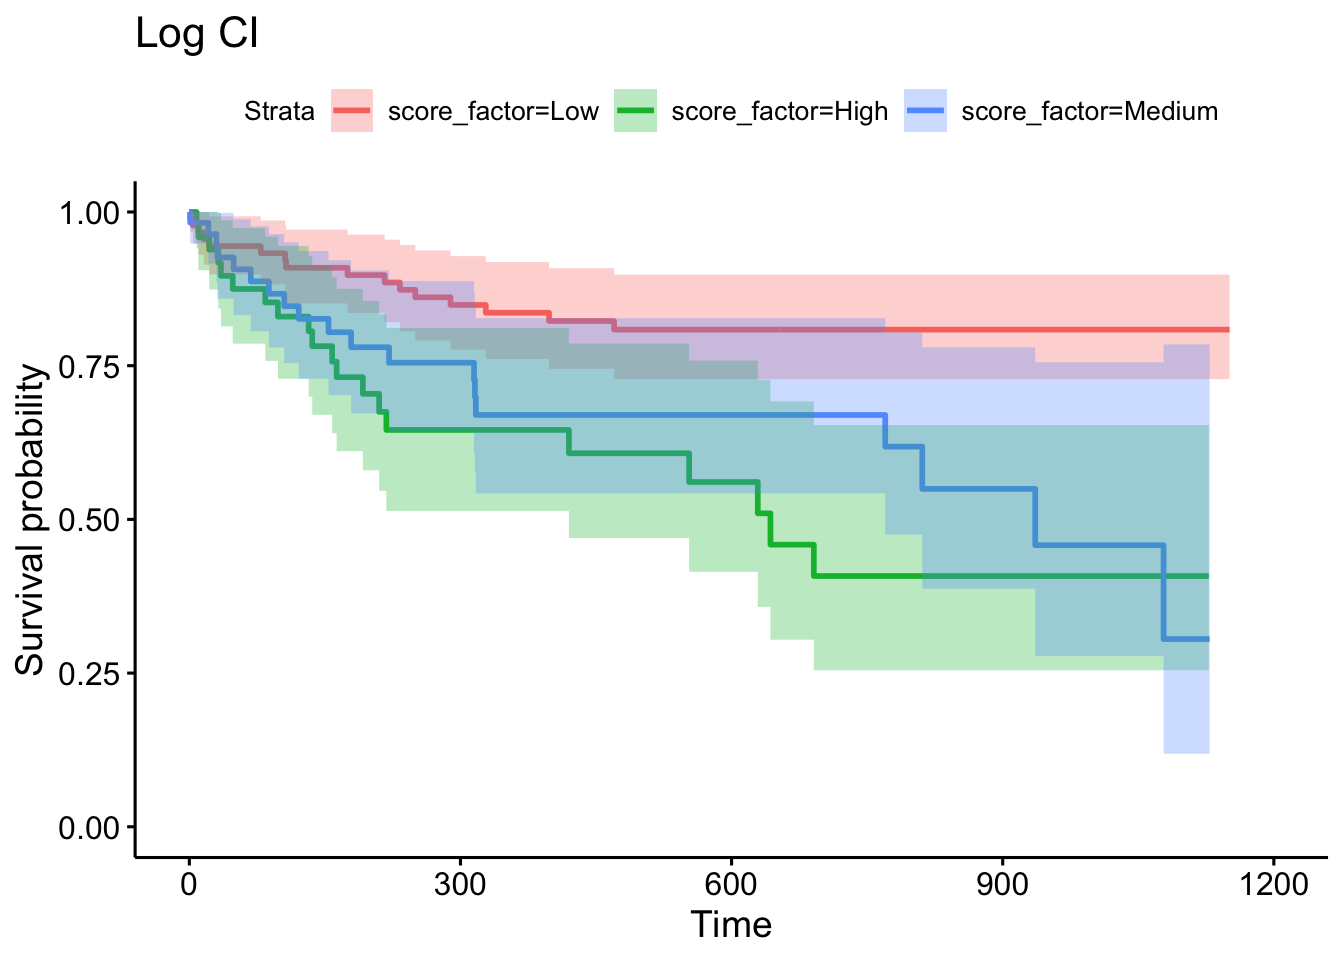 Log CI
Strata score_factor=Low score_factor=High score_factor=Medium
1.00
0.75
0.50
0.25
0.00
Survival probability
0 300 600 900 1200
Time